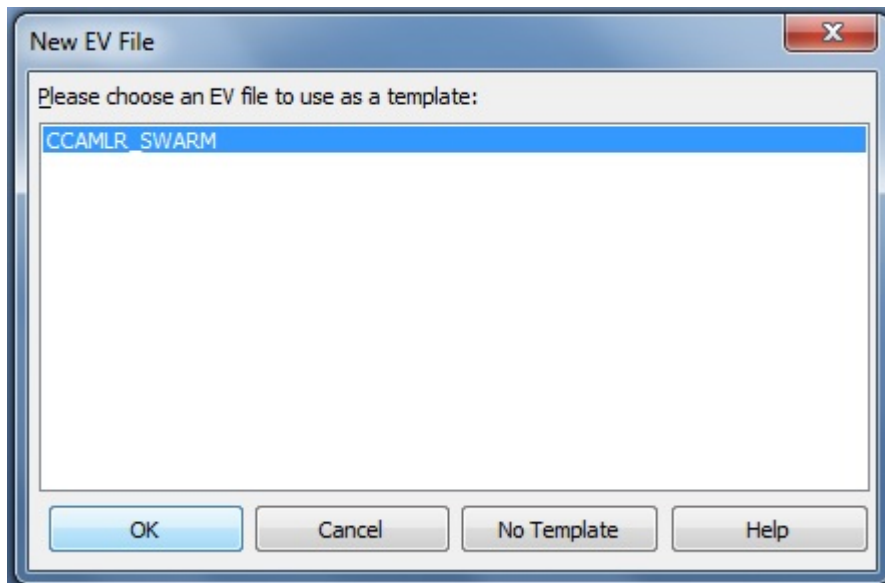 New EV File
Please choose an EV file to use as a template:
CCAMLR_SWARM
OK Cancel No Template Help